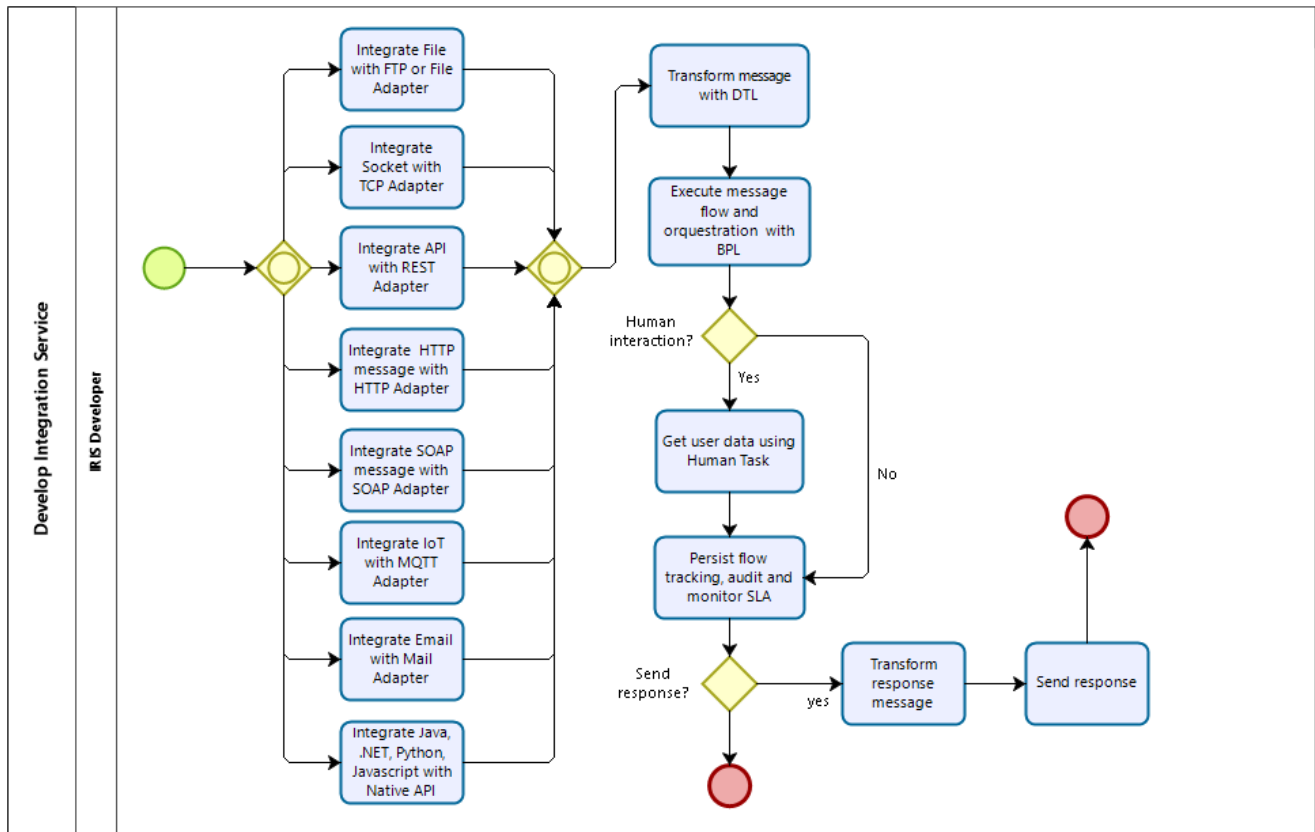 Develop Integration Service
IRIS Developer
Integrate File
with FTP or File
Adapter
Integrate
Socket with
TCP Adapter
Integrate API
with REST
Adapter
Integrate HTTP
message with
HTTP Adapter
Integrate SOAP
message with
SOAP Adapter
Integrate IoT
with MQTT
Adapter
Integrate Email
with Mail
Adapter
Integrate Java,
.NET, Python,
Javascript with
Native API
Transform message
with DTL
Execute message
flow and
orquestration with
BPL
Human
interaction?
Yes
No
Get user data using
Human Task
Persist flow
tracking, audit and
monitor SLA
Send
response?
yes
Transform
response
message
Send response